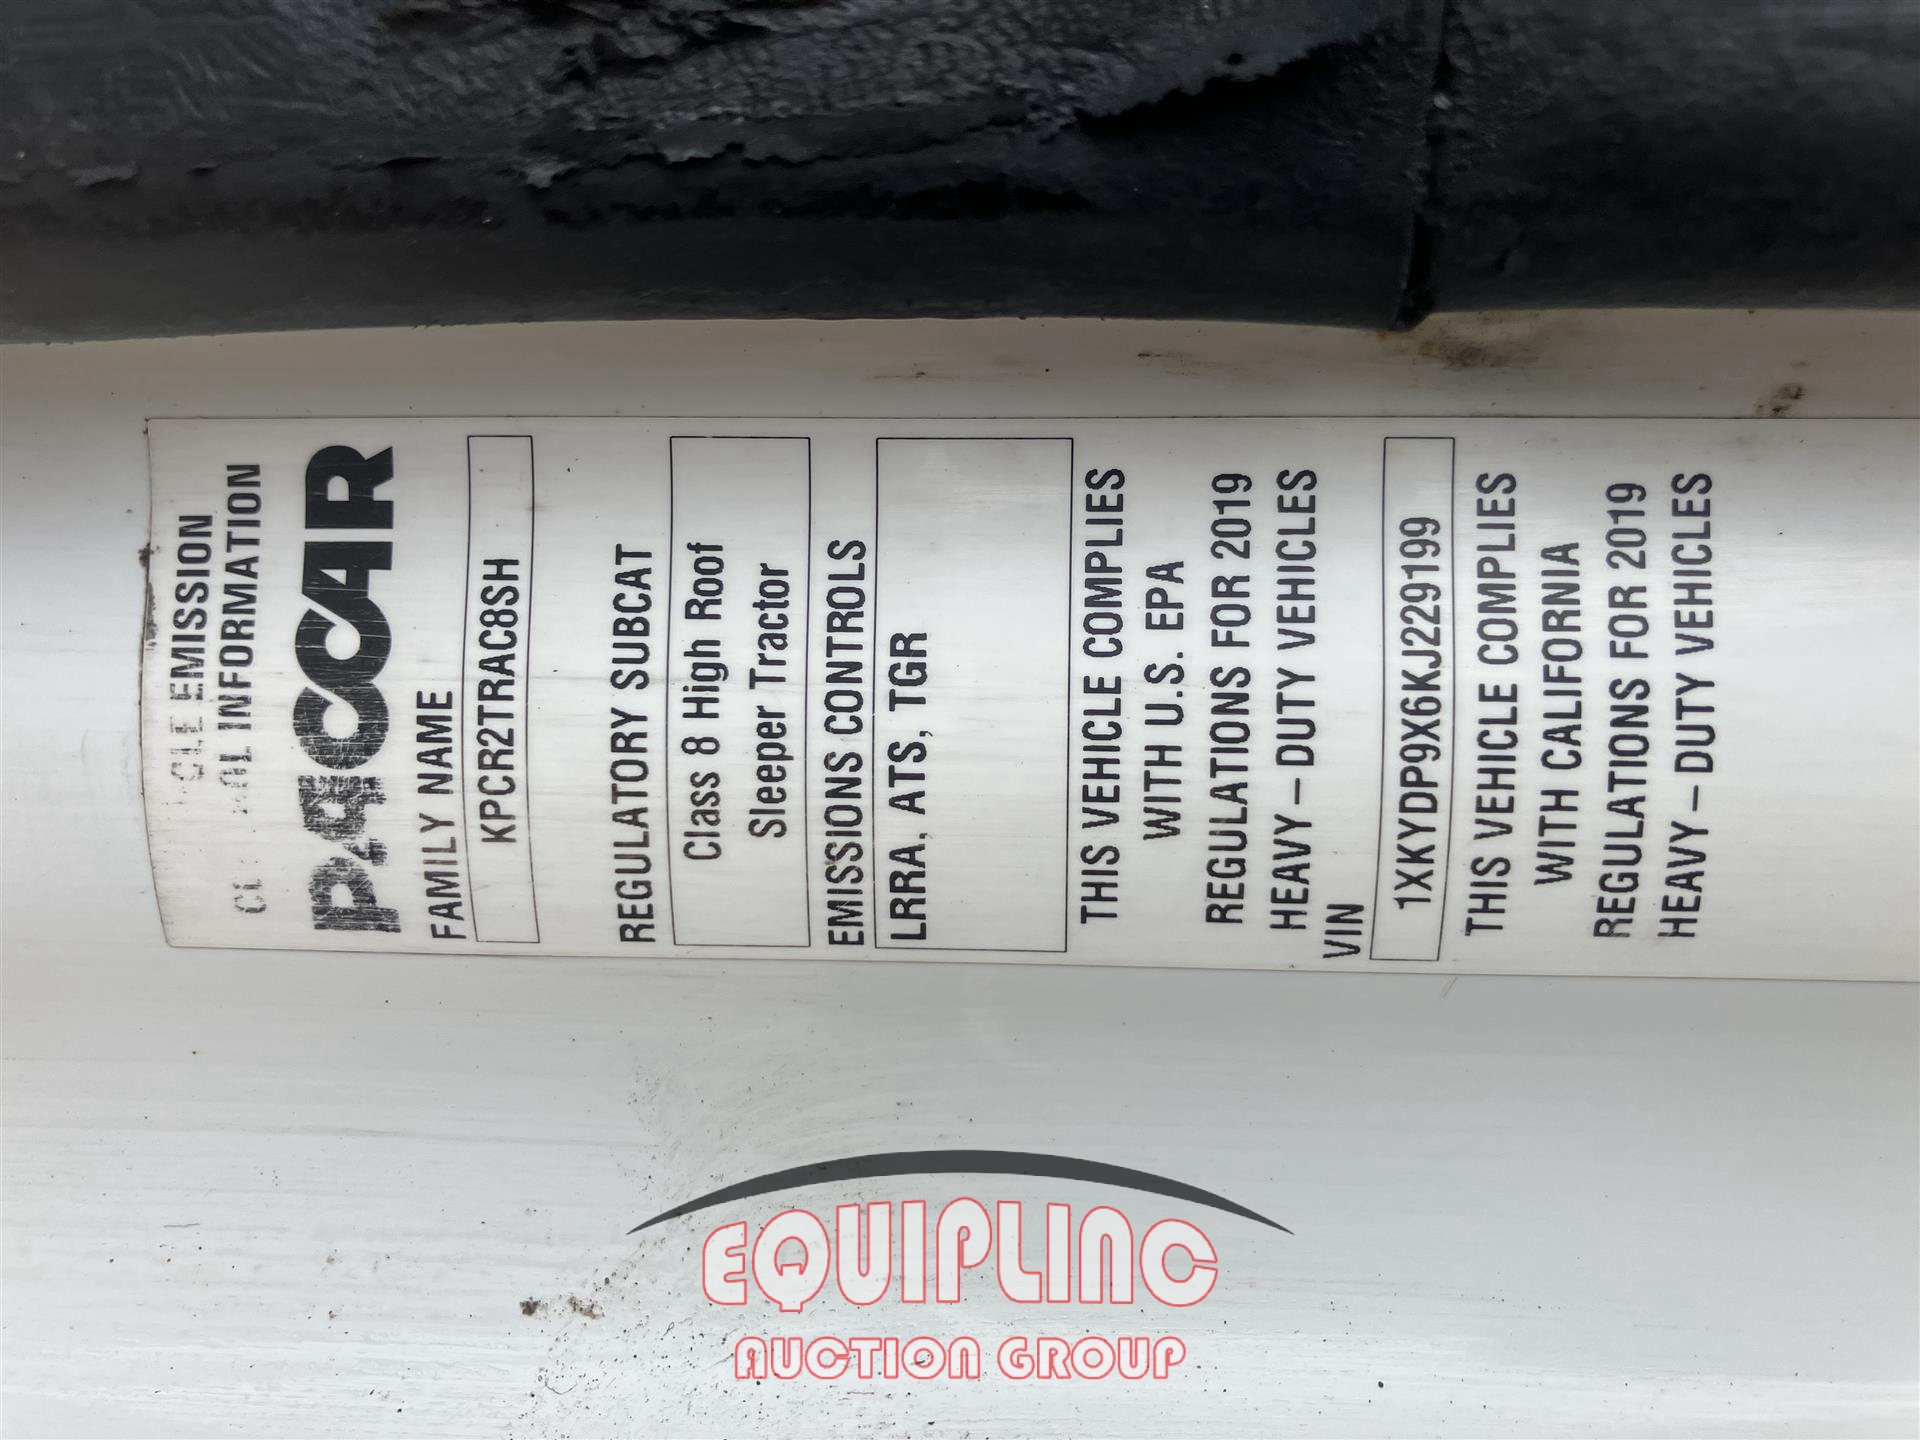 EMISSION
INFORMATION
PACCAR
FAMILY NAME
KPCR2TRAC8SH
REGULATORY SUBCAT
Class 8 High Roof
Sleeper Tractor
EMISSIONS CONTROLS
LRRA, ATS, TGR
THIS VEHICLE COMPLIES
WITH U.S. EPA
REGULATIONS FOR 2019
HEAVY – DUTY VEHICLES
VIN
1XKYDP9X6KJ229199
THIS VEHICLE COMPLIES
WITH CALIFORNIA
REGULATIONS FOR 2019
HEAVY – DUTY VEHICLES
EQUIPLINC
AUCTION GROUP